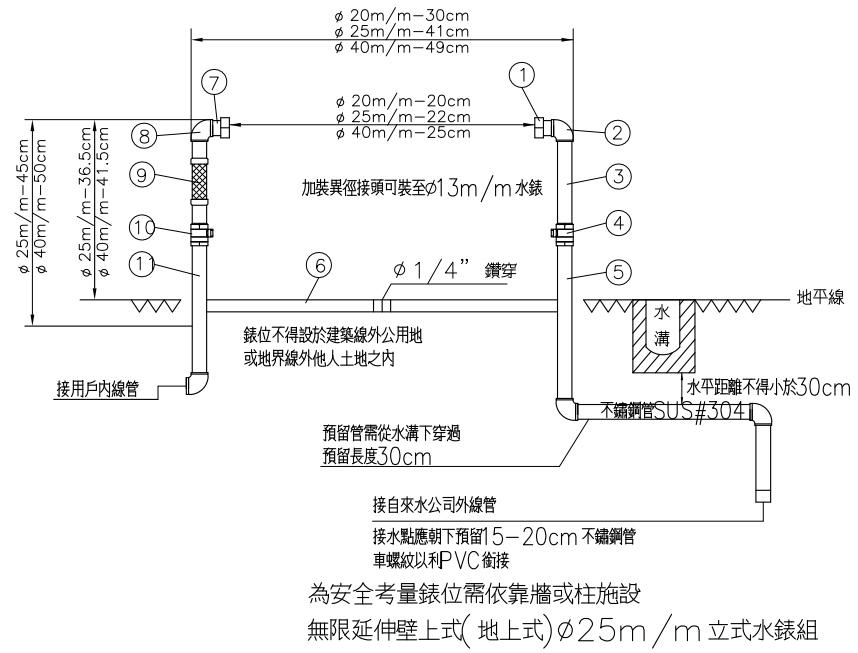 ø 20m/m-30cm
ø 25m/m-41cm
ø 40m/m-49cm
7
1
ø 20m/m-20cm
ø 25m/m-22cm
ø 40m/m-25cm
8
2
9
3
ø 25m/m-45cm
ø 40m/m-50cm
ø 25m/m-36.5cm
ø 40m/m-41.5cm
加裝異徑接頭可裝至ø13m/m水錶
10
4
11
6
ø 1/4” 鑽穿
5
地平線
水
溝
錶位不得設於建築線外公用地
或地界線外他人土地之內
接用戶內線管
水平距離不得小於30cm
不鏽鋼管SUS#304
預留管需從水溝下穿過
預留長度30cm
接自來水公司外線管
接水點應朝下預留15-20cm不鏽鋼管
車螺紋以利PVC銜接
為安全考量錶位需依靠牆或柱施設
無限延伸壁上式(地上式)ø25m/m立式水錶組